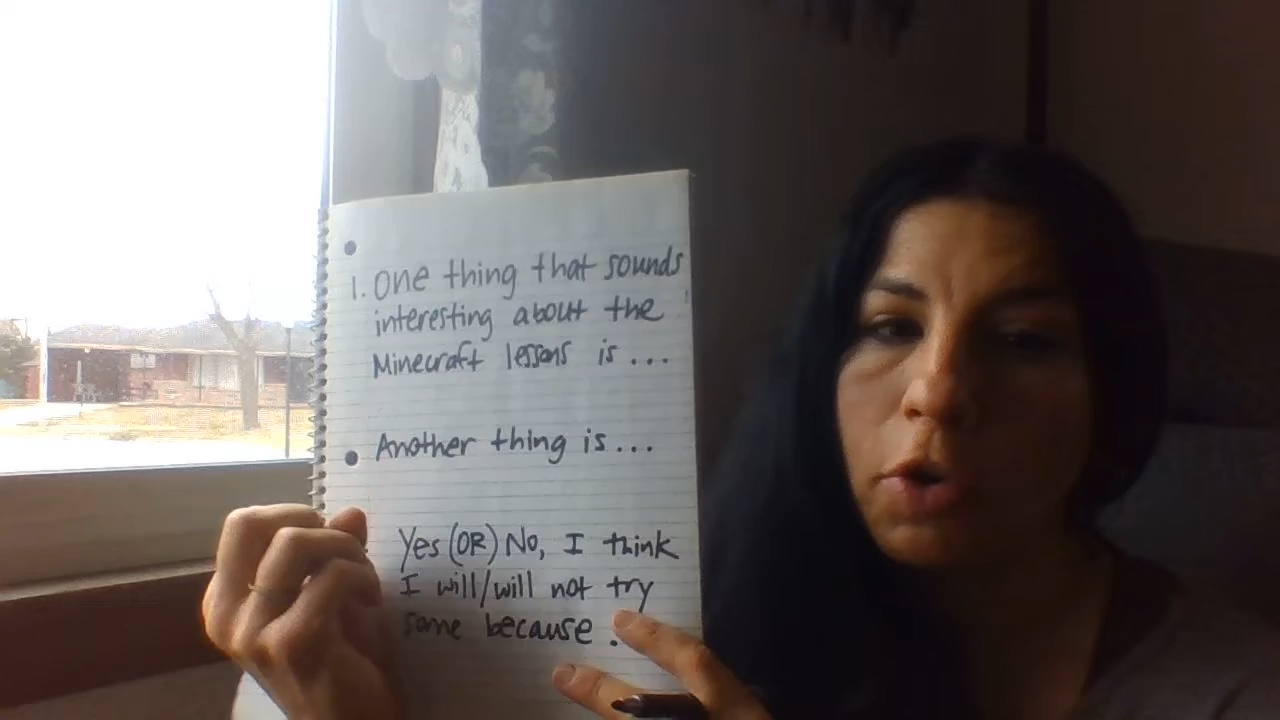 1. One thing that sounds
interesting about the
Minecraft lessons is...
Another thing is...
Yes (OR) No, I think
I will/will not try
some because .